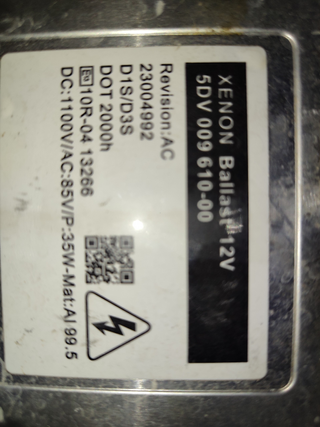 XENON Ballast 12V
5DV 009 610-00
Revision:AC
23004992
D1S/D3S
DOT 2000h
E1 10R-04 13266
DC:1100V/AC:85V/P:35W-Mat:Al 99.5